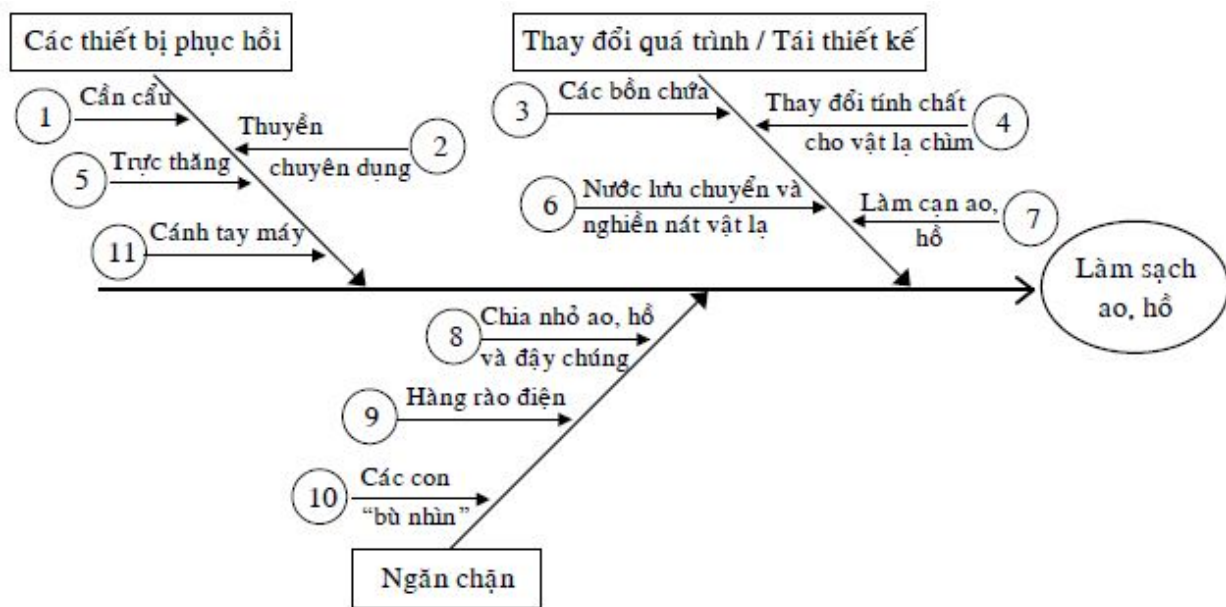 Các thiết bị phục hồi
Thay đổi quá trình / Tái thiết kế
1
Cần cẩu
Thuyền
chuyên dụng
2
5
Trực thăng
11
Cánh tay máy
3
Các bồn chứa
Thay đổi tính chất
cho vật lạ chìm
4
6
Nước lưu chuyển và
nghiền nát vật lạ
Làm cạn ao,
hồ
7
Làm sạch
ao, hồ
8
Chia nhỏ ao, hồ
và đậy chúng
9
Hàng rào điện
10
Các con
“bù nhìn”
Ngăn chặn